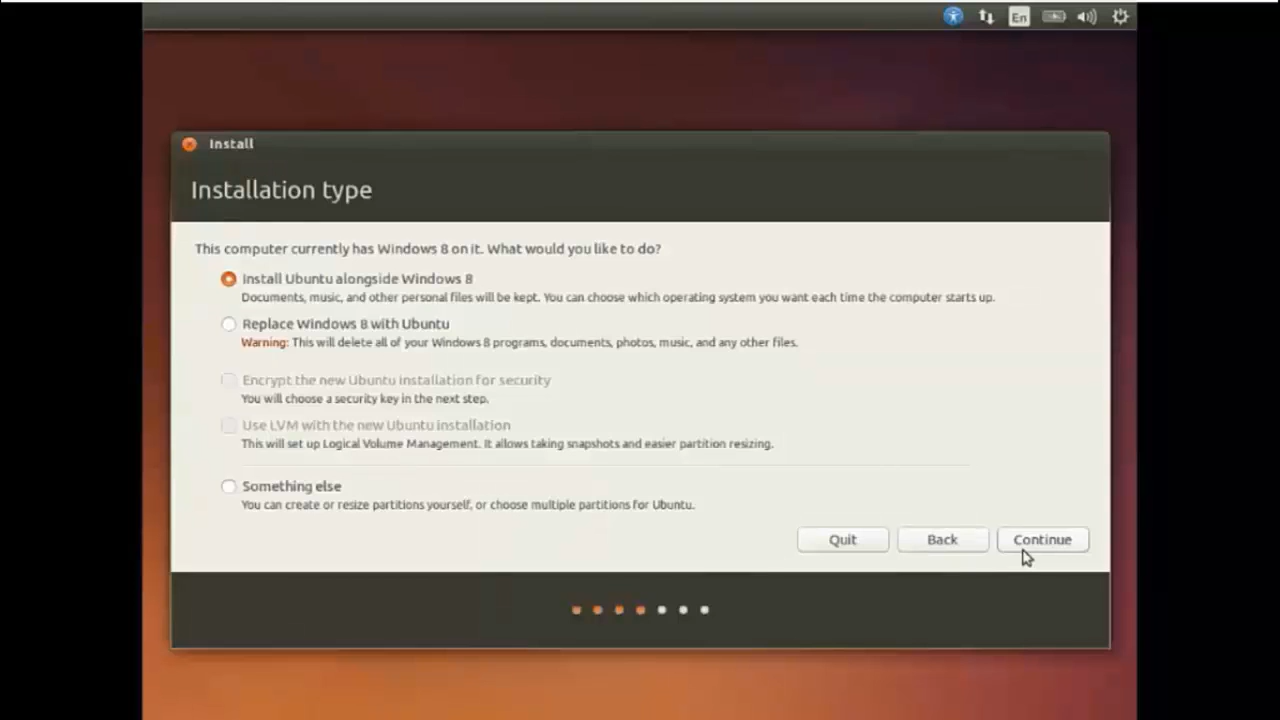 En
Install
Installation type
This computer currently has Windows 8 on it. What would you like to do?
Install Ubuntu alongside Windows 8
Documents, music, and other personal files will be kept. You can choose which operating system you want each time the computer starts up.
Replace Windows 8 with Ubuntu
Warning: This will delete all of your Windows 8 programs, documents, photos, music, and any other files.
Encrypt the new Ubuntu installation for security
You will choose a security key in the next step.
Use LVM with the new Ubuntu installation
This will set up Logical Volume Management. It allows taking snapshots and easier partition resizing.
Something else
You can create or resize partitions yourself, or choose multiple partitions for Ubuntu.
Quit Back Continue